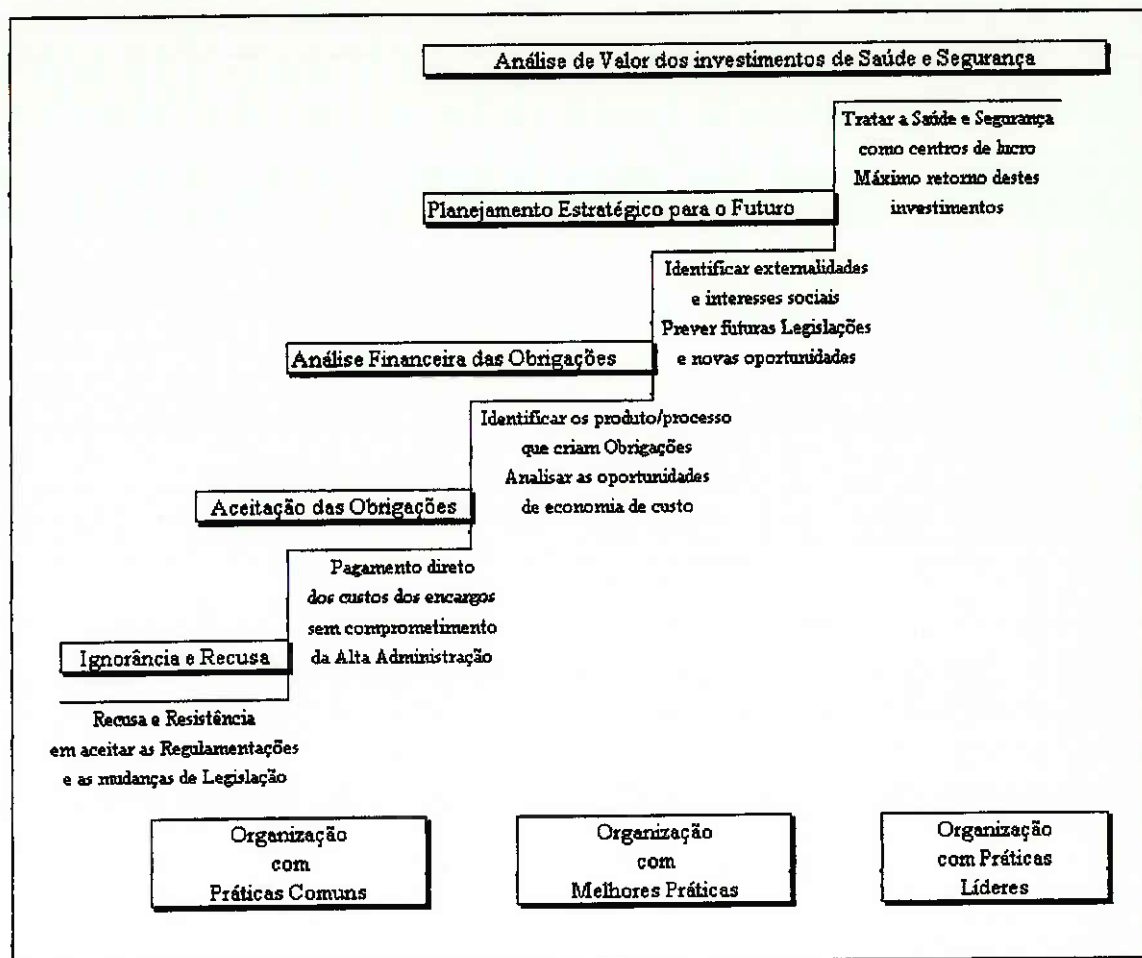 Análise de Valor dos investimentos de Saúde e Segurança
Tratar a Saúde e Segurança
como centros de lucro
Máximo retorno destes
investimentos
Planejamento Estratégico para o Futuro
Identificar externalidades
e interesses sociais
Prever futuras Legislações
e novas oportunidades
Análise Financeira das Obrigações
Identificar os produto/processo
que criam Obrigações
Analisar as oportunidades
de economia de custo
Aceitação das Obrigações
Pagamento direto
dos custos dos encargos
sem comprometimento
da Alta Administração
Ignorância e Recusa
Recusa e Resistência
em aceitar as Regulamentações
e as mudanças de Legislação
Organização
com
Práticas Comuns
Organização
com
Melhores Práticas
Organização
com Práticas
Líderes